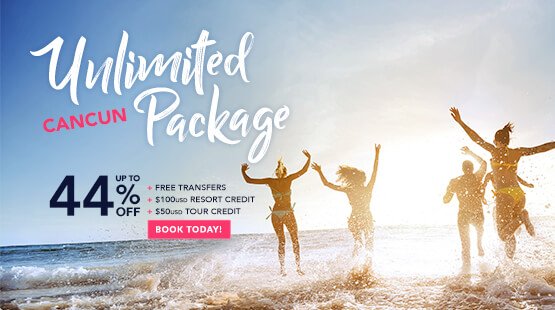 Unlimited
CANCUN Package
44% UP TO OFF
+ FREE TRANSFERS
+ $100USD RESORT CREDIT
+ $50USD TOUR CREDIT
BOOK TODAY!